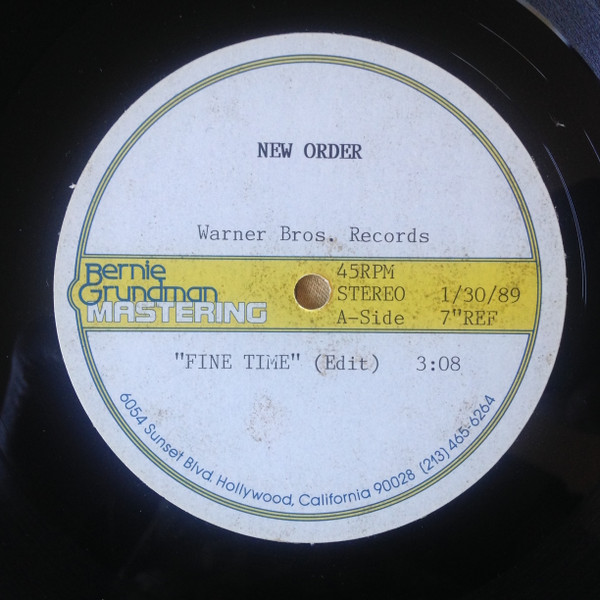 NEW ORDER
Warner Bros. Records
Bernie
Grundman
MASTERING
45RPM
STEREO 1/30/89
A-Side 7"REF
"FINE TIME" (Edit) 3:08
6054 Sunset Blvd. Hollywood, California 90028 (213) 465-6264